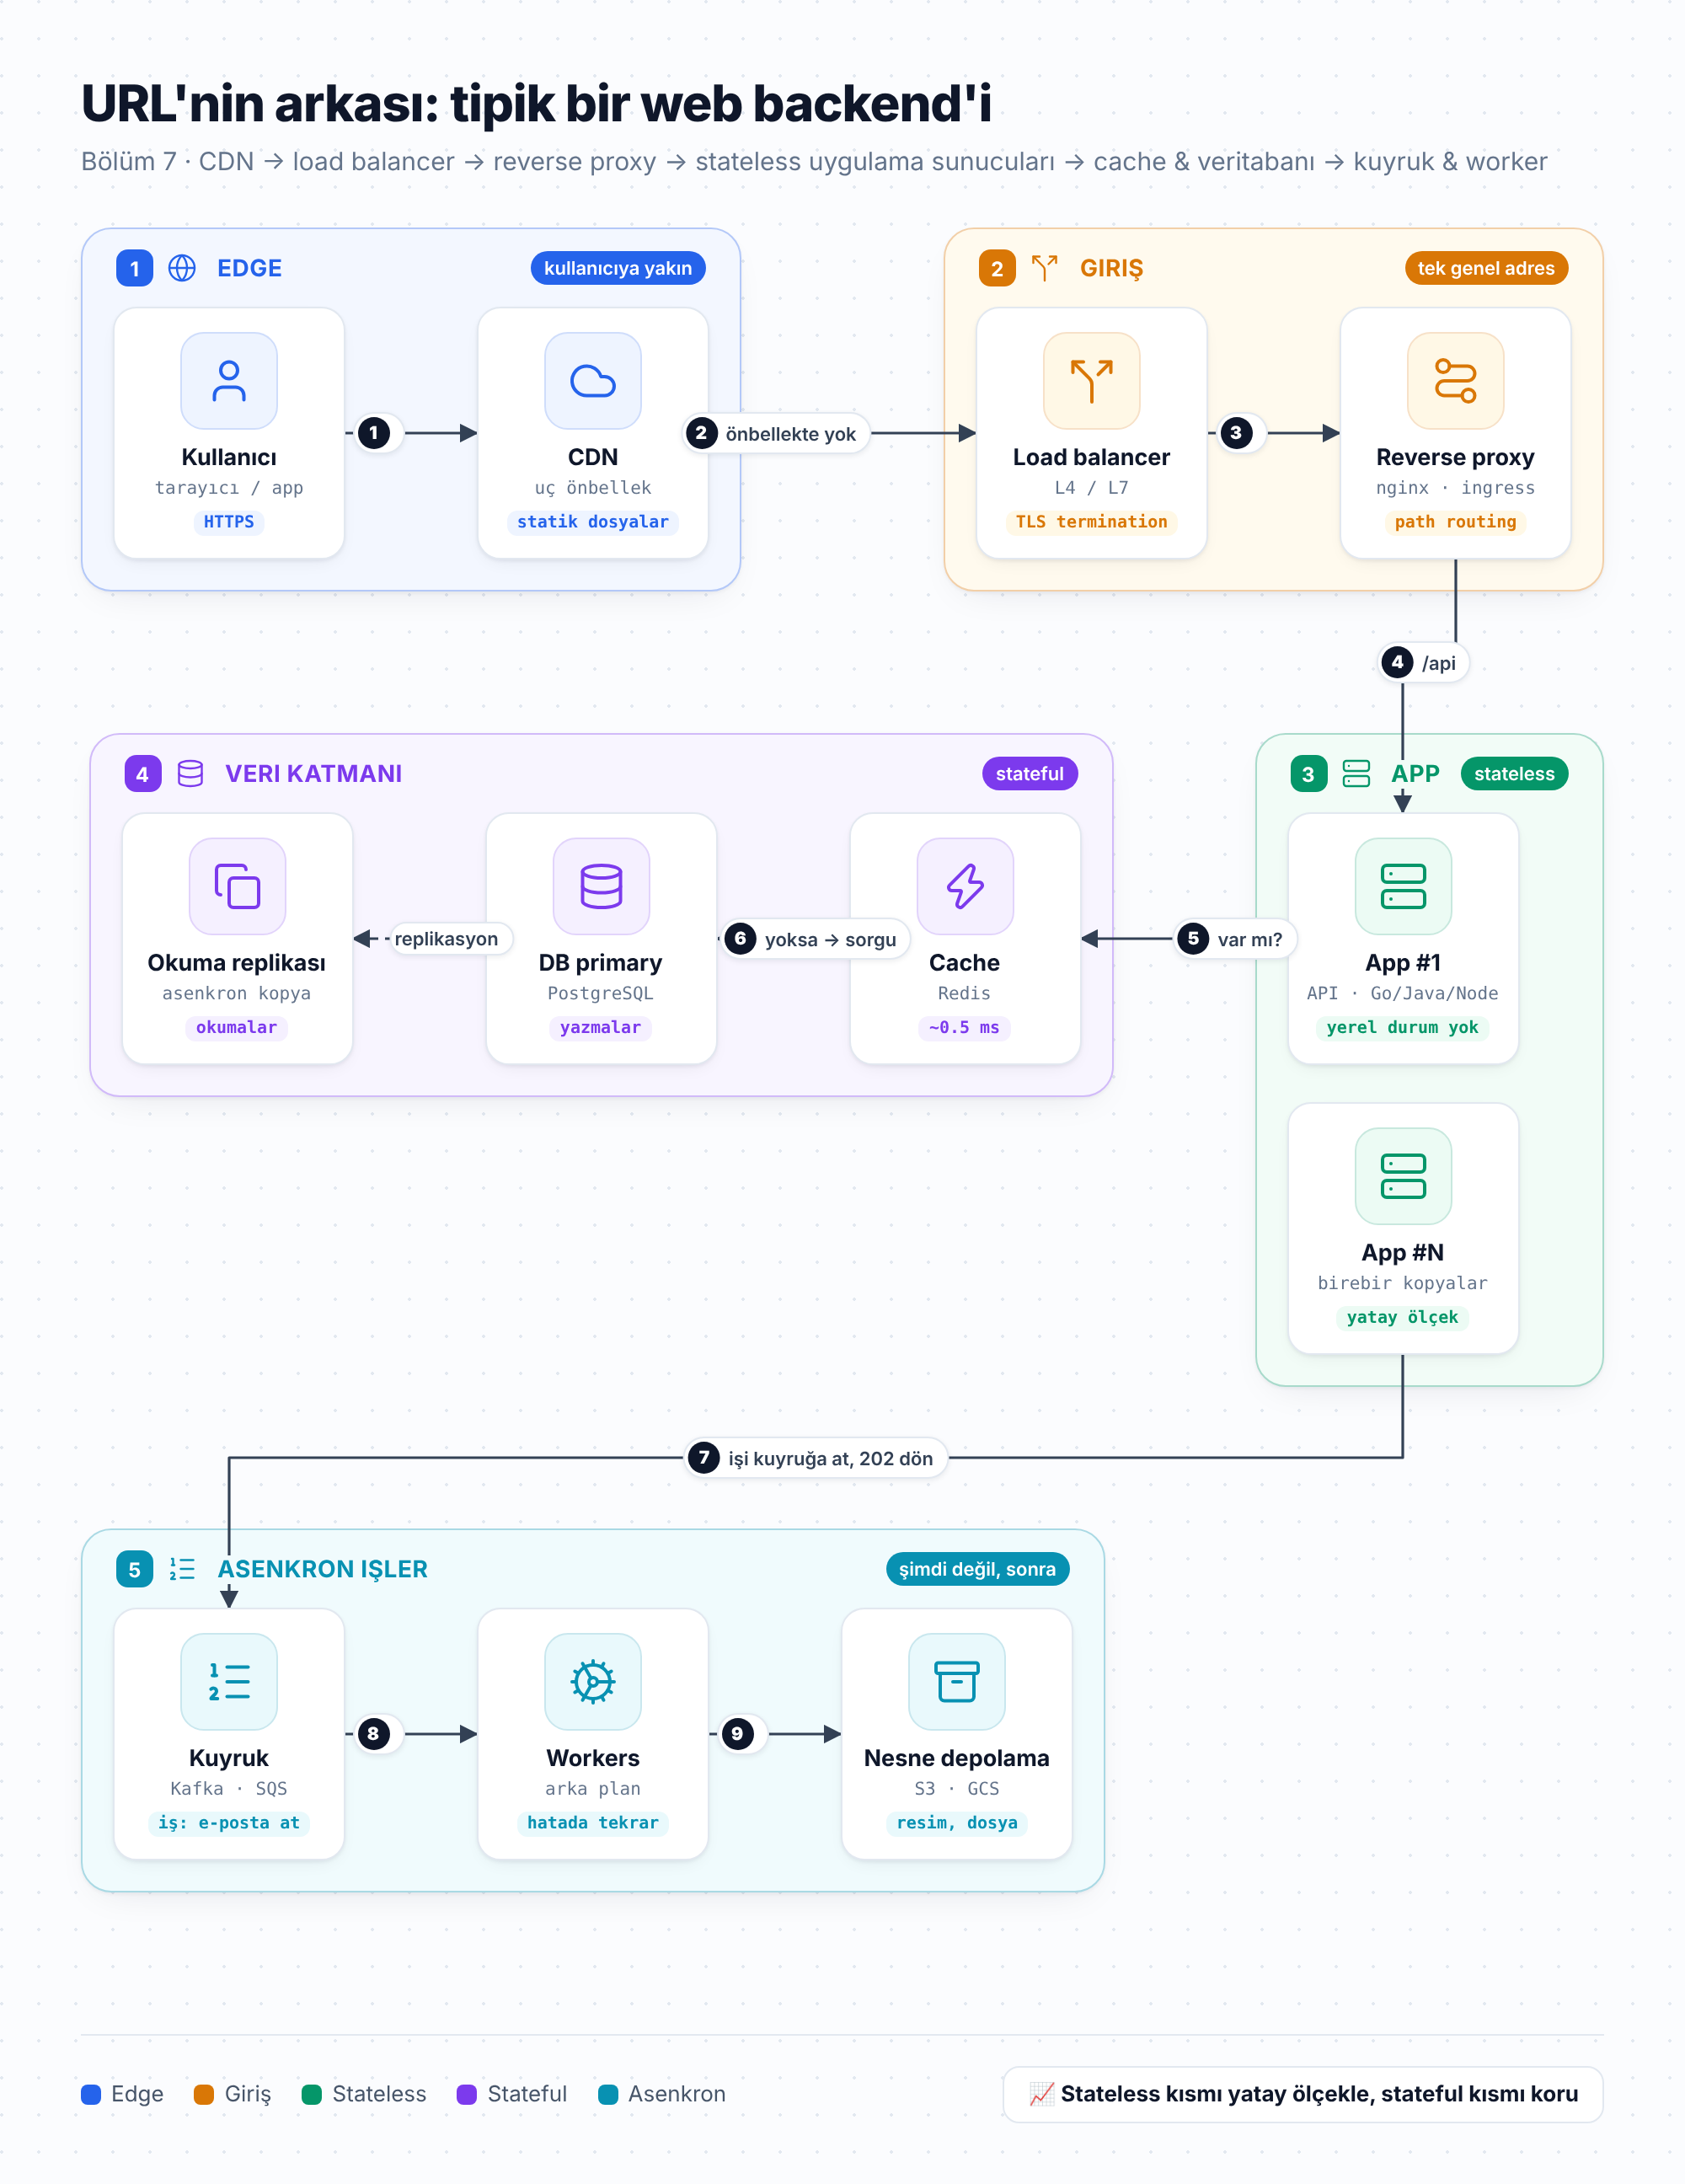 URL'nin arkası: tipik bir web backend'i
Bölüm 7 · CDN → load balancer → reverse proxy → stateless uygulama sunucuları → cache & veritabanı → kuyruk & worker
1 EDGE kullanıcıya yakın
Kullanıcı
tarayıcı / app
HTTPS
1
CDN
uç önbellek
statik dosyalar
2 önbellekte yok
2 GIRIŞ tek genel adres
Load balancer
L4 / L7
TLS termination
3
Reverse proxy
nginx · ingress
path routing
4 /api
3 APP stateless
App #1
API · Go/Java/Node
yerel durum yok
App #N
birebir kopyalar
yatay ölçek
5 var mı?
4 VERI KATMANI stateful
Cache
Redis
~0.5 ms
6 yoksa → sorgu
DB primary
PostgreSQL
yazmalar
replikasyon
Okuma replikası
asenkron kopya
okumalar
7 işi kuyruğa at, 202 dön
5 ASENKRON IŞLER şimdi değil, sonra
Kuyruk
Kafka · SQS
iş: e-posta at
8
Workers
arka plan
hatada tekrar
9
Nesne depolama
S3 · GCS
resim, dosya
Edge Giriş Stateless Stateful Asenkron
📈 Stateless kısmı yatay ölçekle, stateful kısmı koru